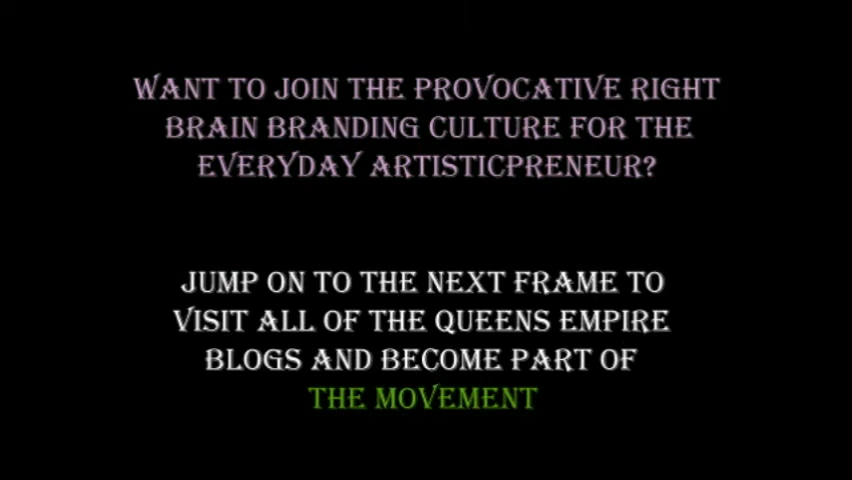 WANT TO JOIN THE PROVOCATIVE RIGHT
BRAIN BRANDING CULTURE FOR THE
EVERYDAY ARTISTICPRENEUR?
JUMP ON TO THE NEXT FRAME TO
VISIT ALL OF THE QUEENS EMPIRE
BLOGS AND BECOME PART OF
THE MOVEMENT